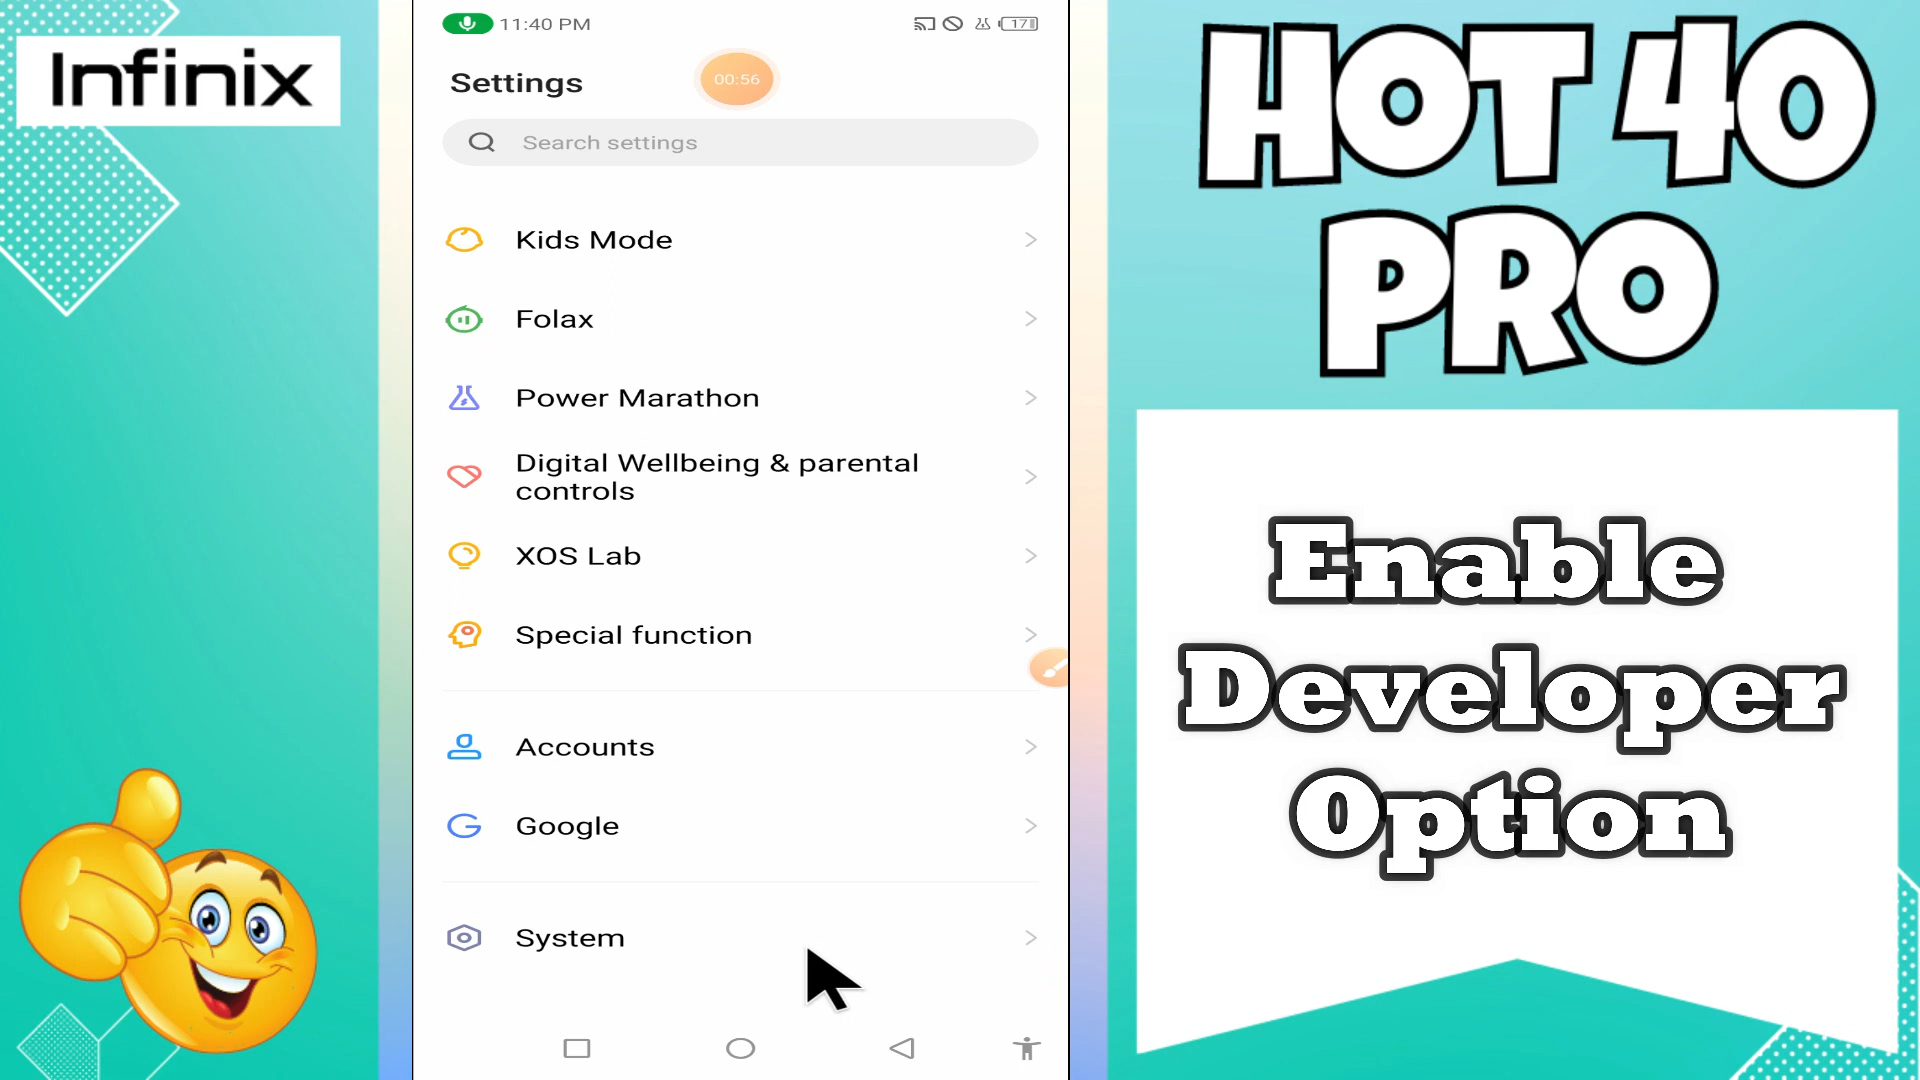 Infinix
11:40 PM
17
Settings
00:56
Search settings
Kids Mode
Folax
Power Marathon
Digital Wellbeing & parental
controls
XOS Lab
Special function
Accounts
Google
System
HOT 40
PRO
Enable
Developer
Option